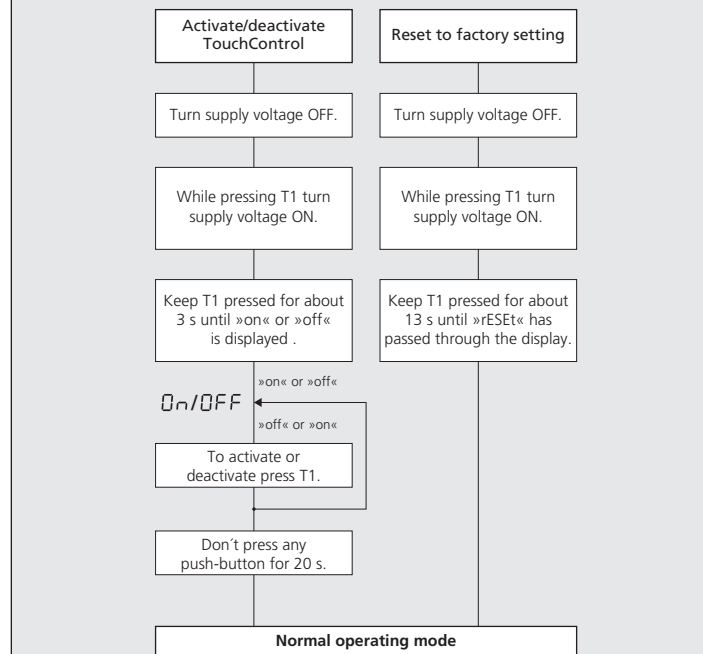 Activate/deactivate
TouchControl
Turn supply voltage OFF.
While pressing T1 turn
supply voltage ON.
Keep T1 pressed for about
3 s until »on« or »off«
is displayed .
»on« or »off«
On/OFF
»off« or »on«
To activate or
deactivate press T1.
Don´t press any
push-button for 20 s.
Reset to factory setting
Turn supply voltage OFF.
While pressing T1 turn
supply voltage ON.
Keep T1 pressed for about
13 s until »rESEt« has
passed through the display.
Normal operating mode